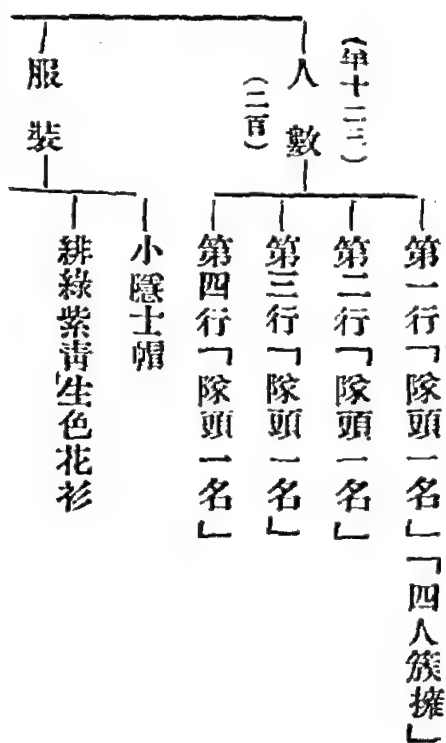 (年十二三)
人數
(二百)
第一行「隊頭一名」「四人簇擁」
第二行「隊頭一名」
第三行「隊頭一名」
第四行「隊頭一名」
服裝
小隱士帽
緋綠紫青生色花衫